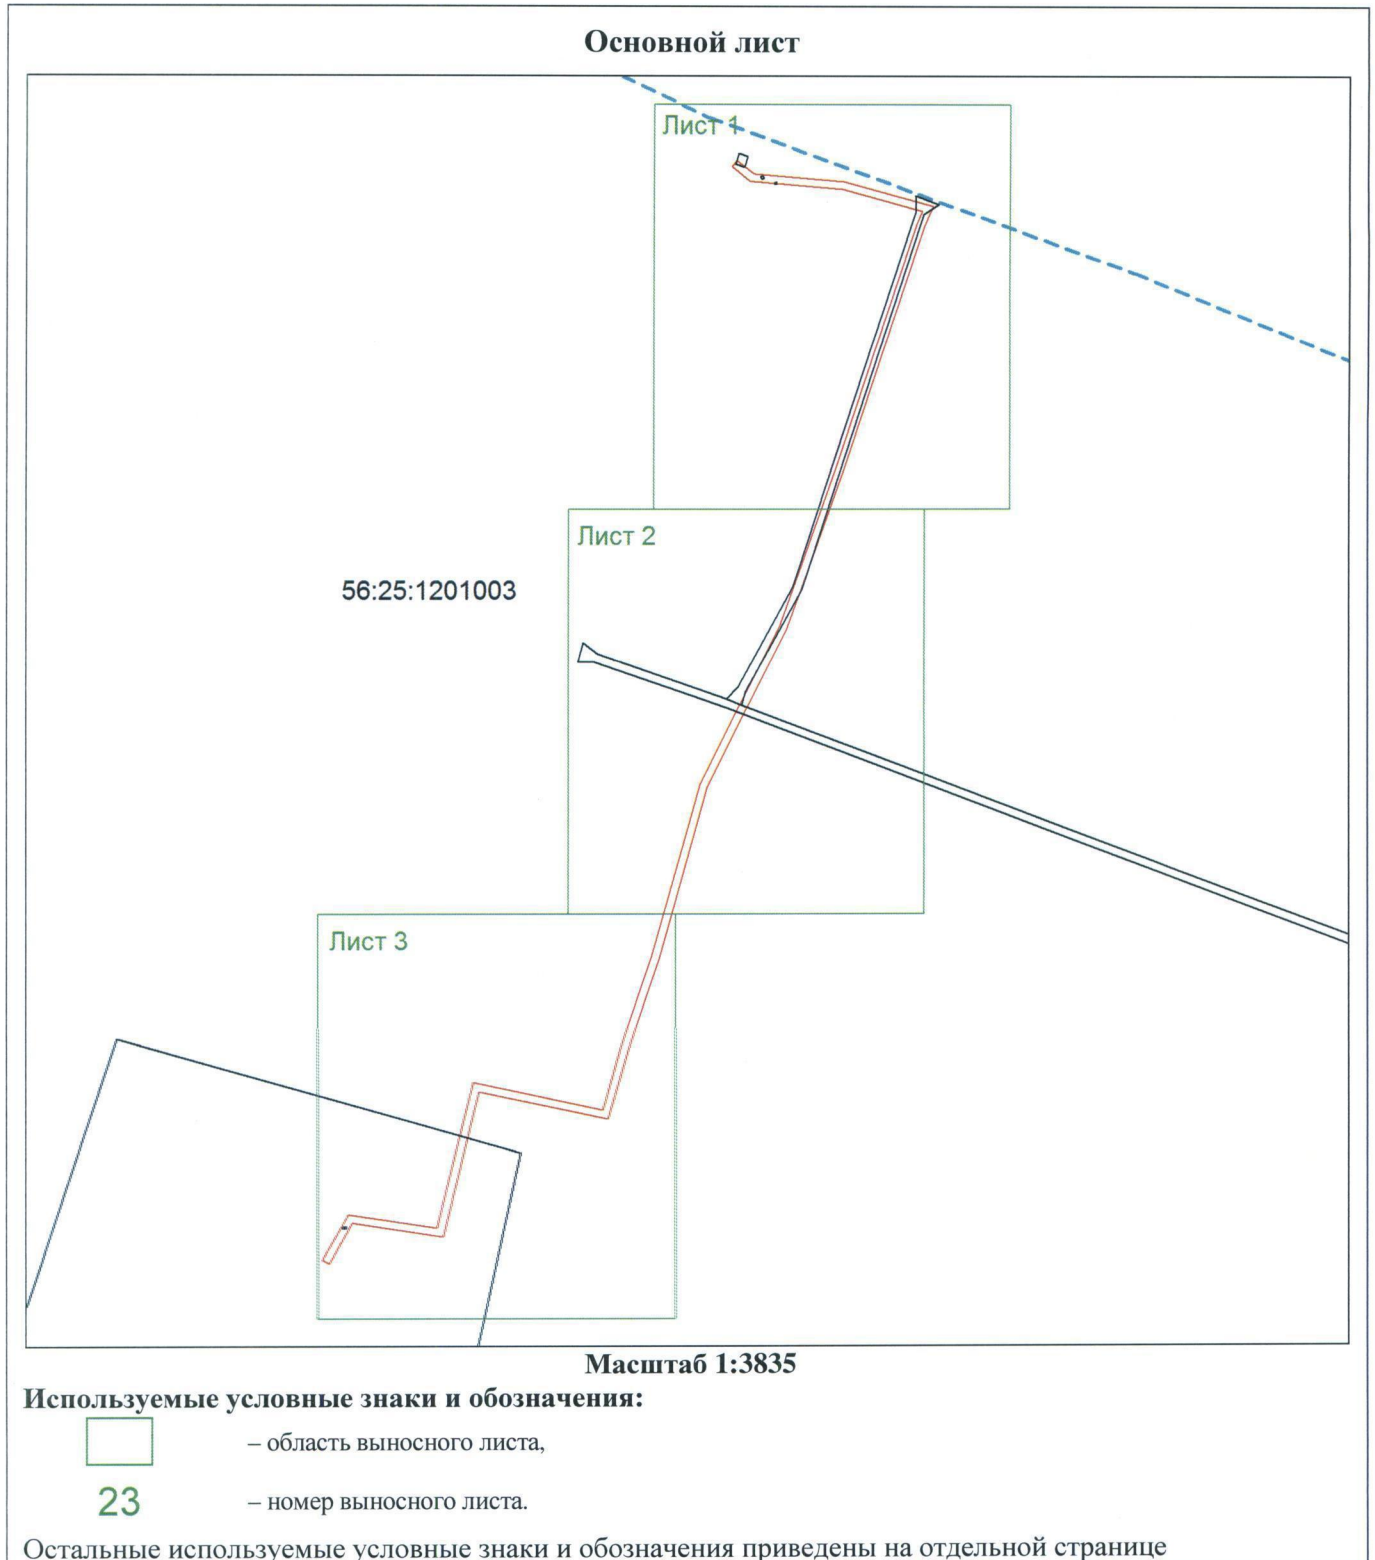 Основной лист
Лист 1
Лист 2
56:25:1201003
Лист 3
Масштаб 1:3835
Используемые условные знаки и обозначения:
– область выносного листа,
23 – номер выносного листа.
Остальные используемые условные знаки и обозначения приведены на отдельной странице